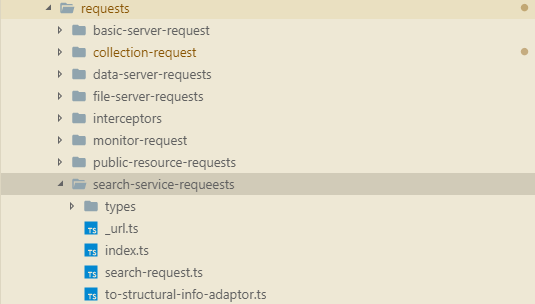 requests
basic-server-request
collection-request
data-server-requests
file-server-requests
interceptors
monitor-request
public-resource-requests
search-service-requeests
types
TS _url.ts
TS index.ts
TS search-request.ts
TS to-structural-info-adaptor.ts